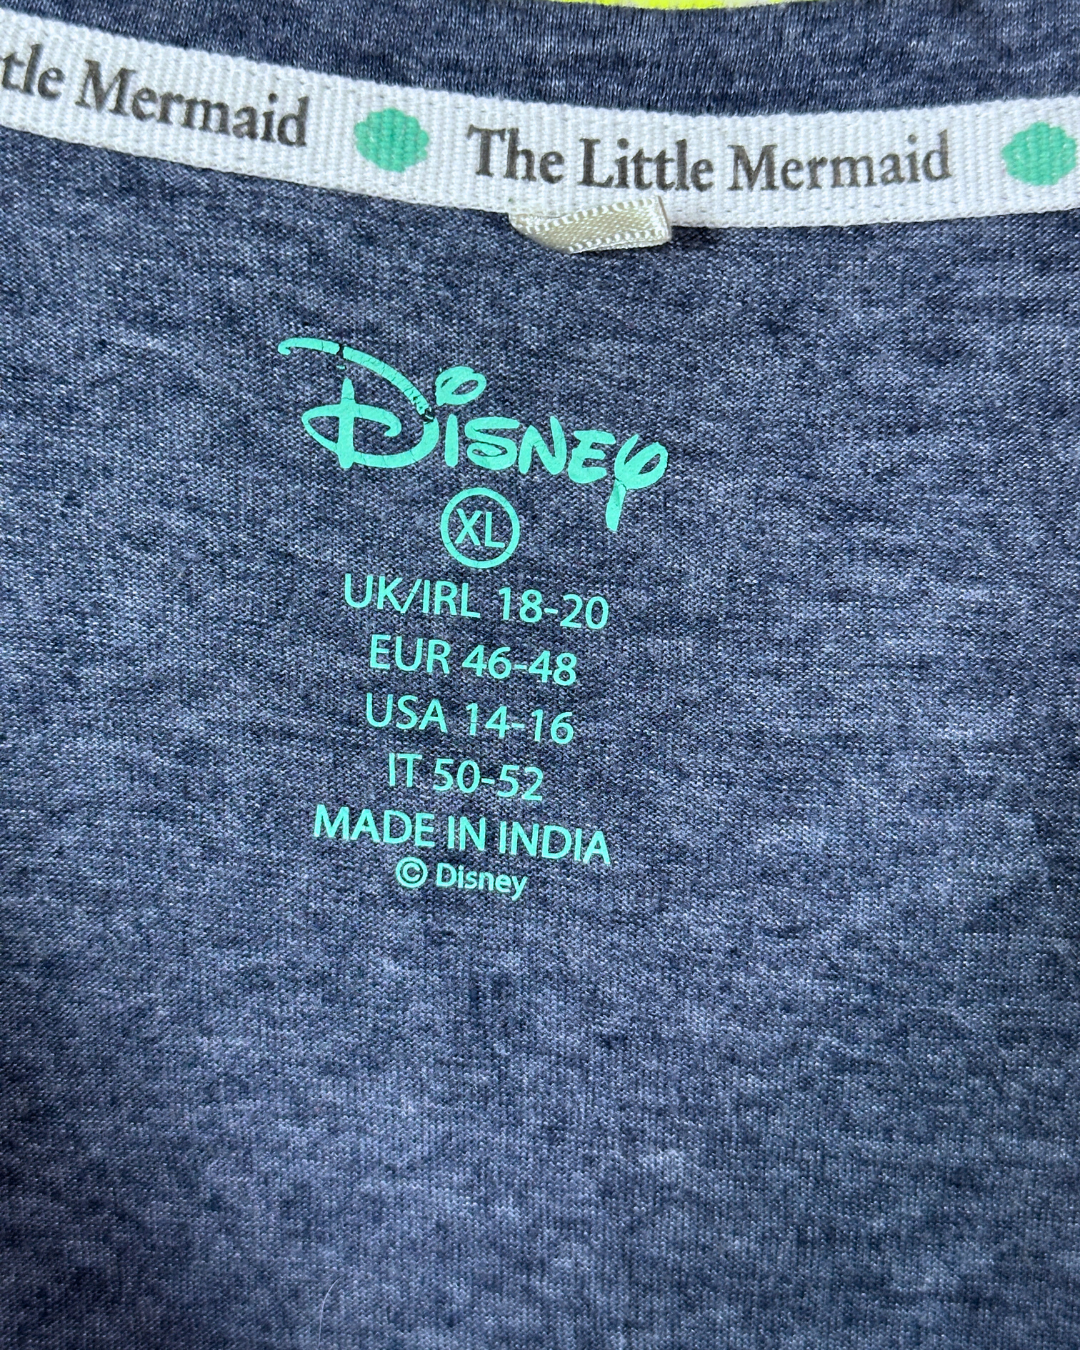 tle Mermaid The Little Mermaid
Disney
XL
UK/IRL 18-20
EUR 46-48
USA 14-16
IT 50-52
MADE IN INDIA
© Disney